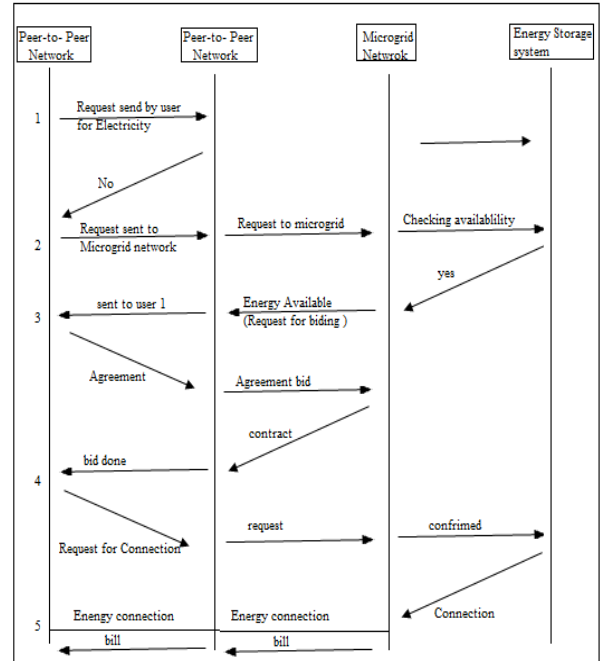 Peer-to- Peer
Network
Peer-to- Peer
Network
Microgrid
Netwrok
Energy Storage
system
1
Request send by user
for Electricity
No
2
Request sent to
Microgrid network
Request to microgrid
Checking availablility
yes
3
sent to user 1
Energy Available
(Request for biding )
Agreement
Agreement bid
contract
4
bid done
Request for Connection
request
confrimed
Connection
5
Energy connection
Energy connection
bill
bill